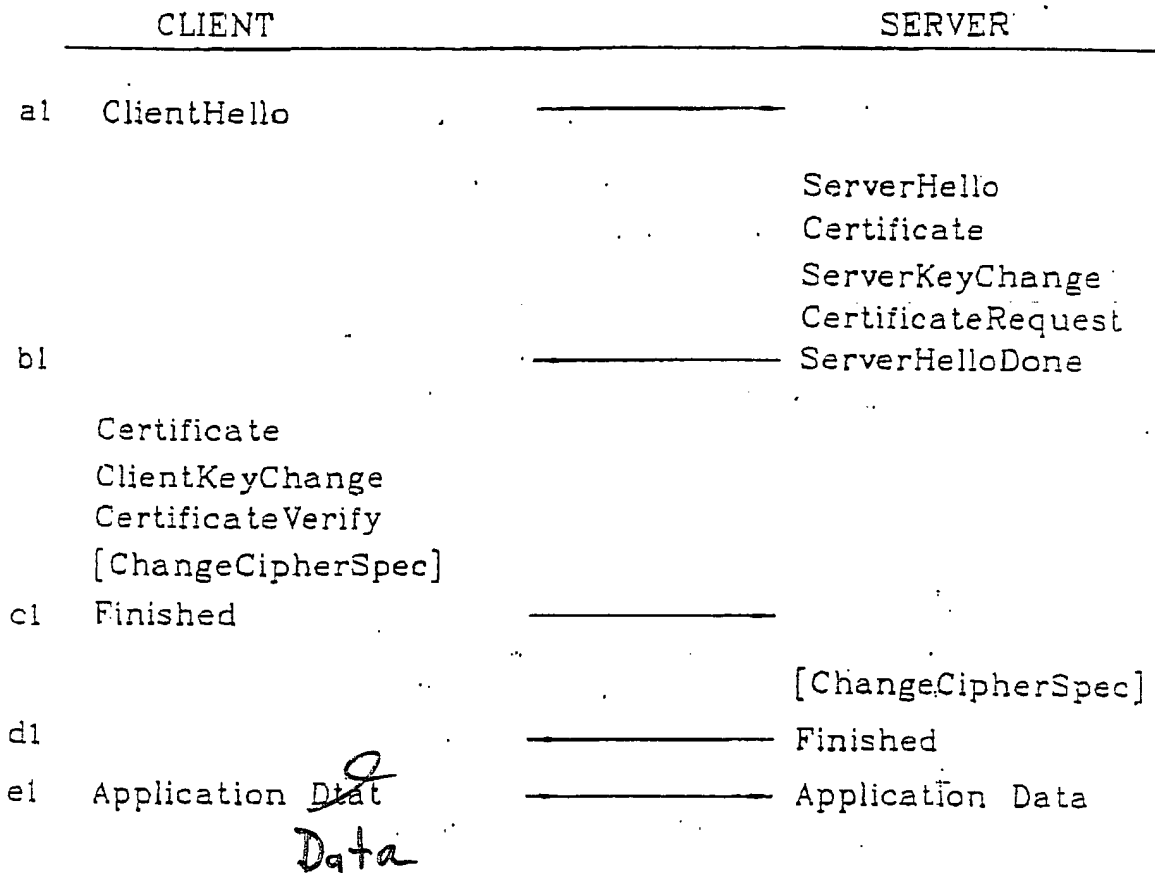 CLIENT SERVER
a1 ClientHello
ServerHello
Certificate
ServerKeyChange
CertificateRequest
b1 ServerHelloDone
Certificate
ClientKeyChange
CertificateVerify
[ChangeCipherSpec]
c1 Finished
[ChangeCipherSpec]
d1 Finished
e1 Application Dtat Application Data
Data